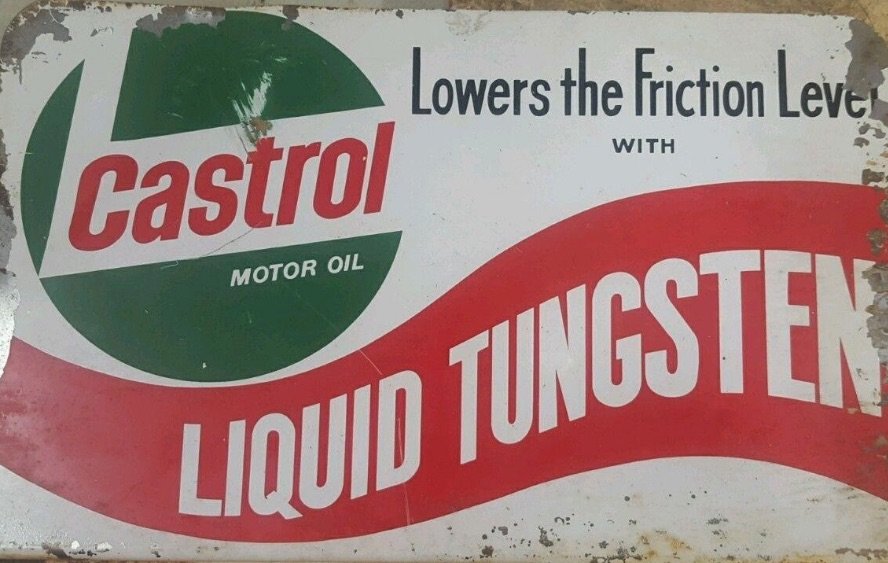 Lowers the Friction Level
WITH
Castrol
MOTOR OIL
LIQUID TUNGSTEN